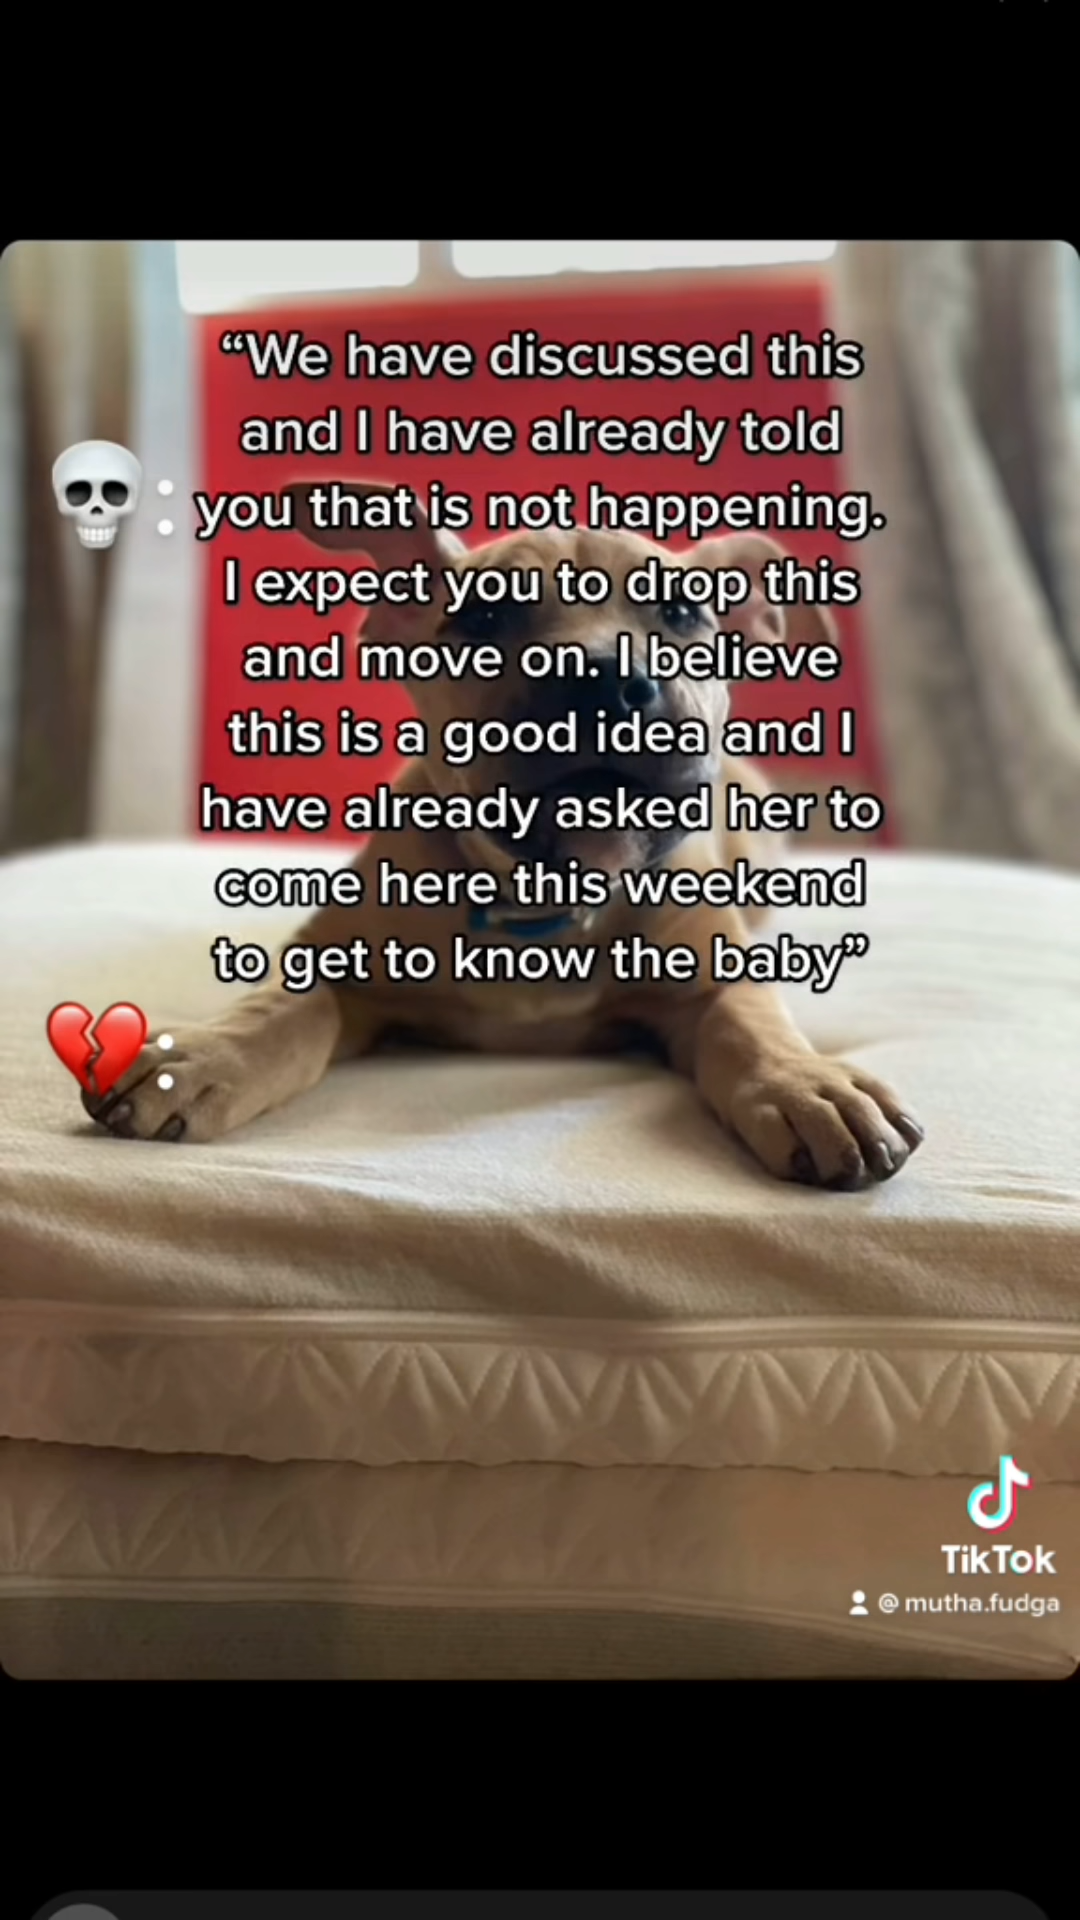 “We have discussed this
and I have already told
💀: you that is not happening.
I expect you to drop this
and move on. I believe
this is a good idea and I
have already asked her to
come here this weekend
to get to know the baby”
💔:
TikTok
@mutha.fudga